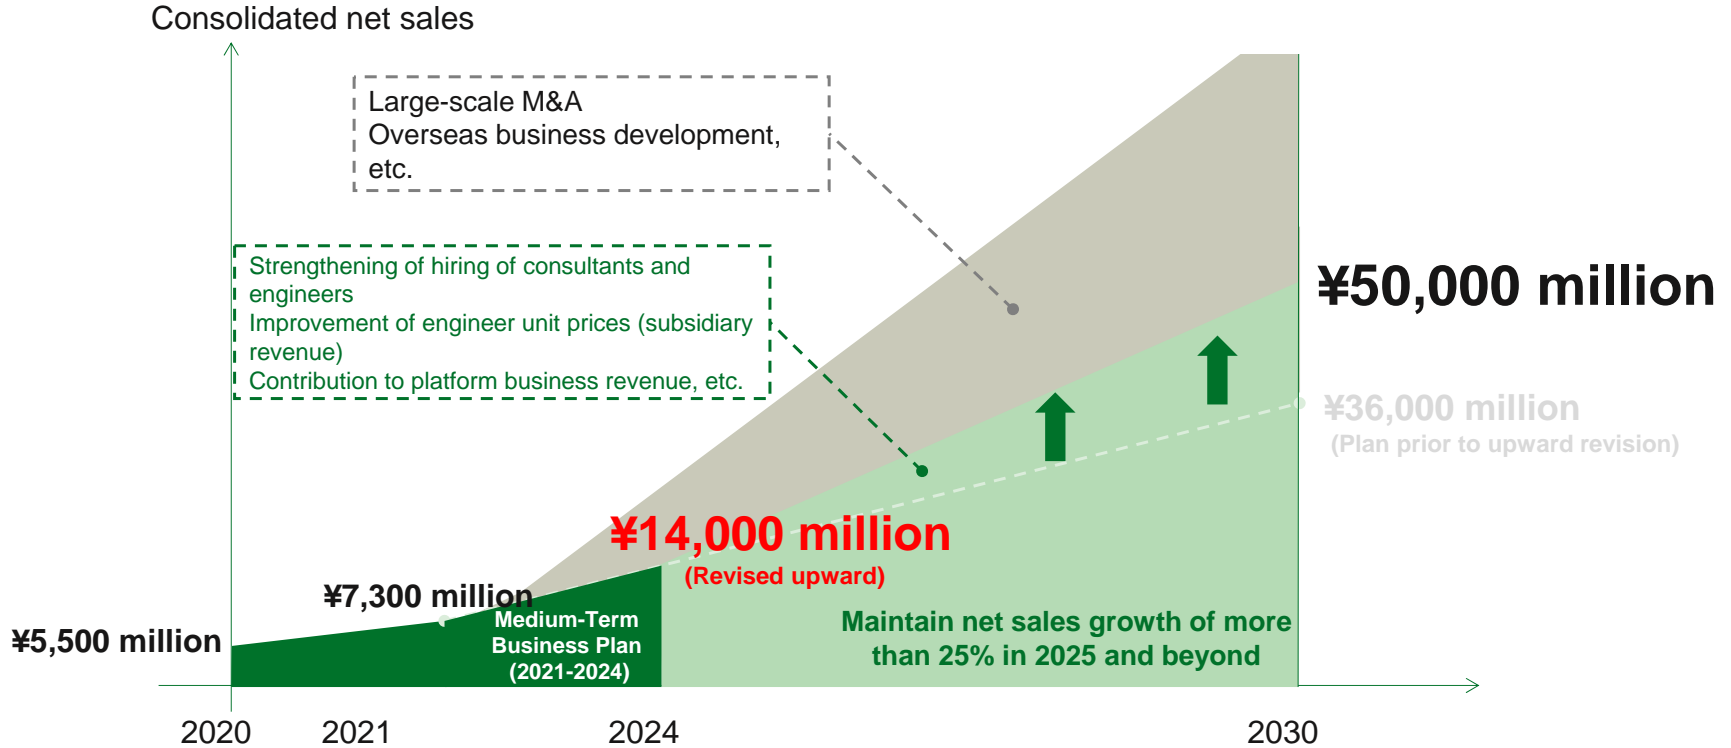 Consolidated net sales
Large-scale M&A
Overseas business development,
etc.
Strengthening of hiring of consultants and
engineers
Improvement of engineer unit prices (subsidiary
revenue)
Contribution to platform business revenue, etc.
¥50,000 million
¥36,000 million
(Plan prior to upward revision)
¥14,000 million
(Revised upward)
¥7,300 million
¥5,500 million
Medium-Term
Business Plan
(2021-2024)
Maintain net sales growth of more
than 25% in 2025 and beyond
2020
2021
2024
2030